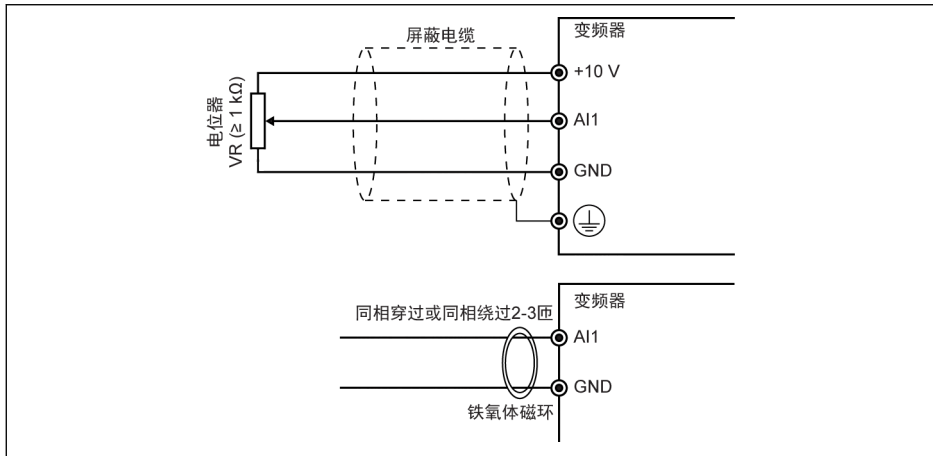 变频器
屏蔽电缆
+10 V
电位器
VR (≥ 1 kΩ)
AI1
GND
变频器
同相穿过或同相绕过2-3匝
AI1
GND
铁氧体磁环